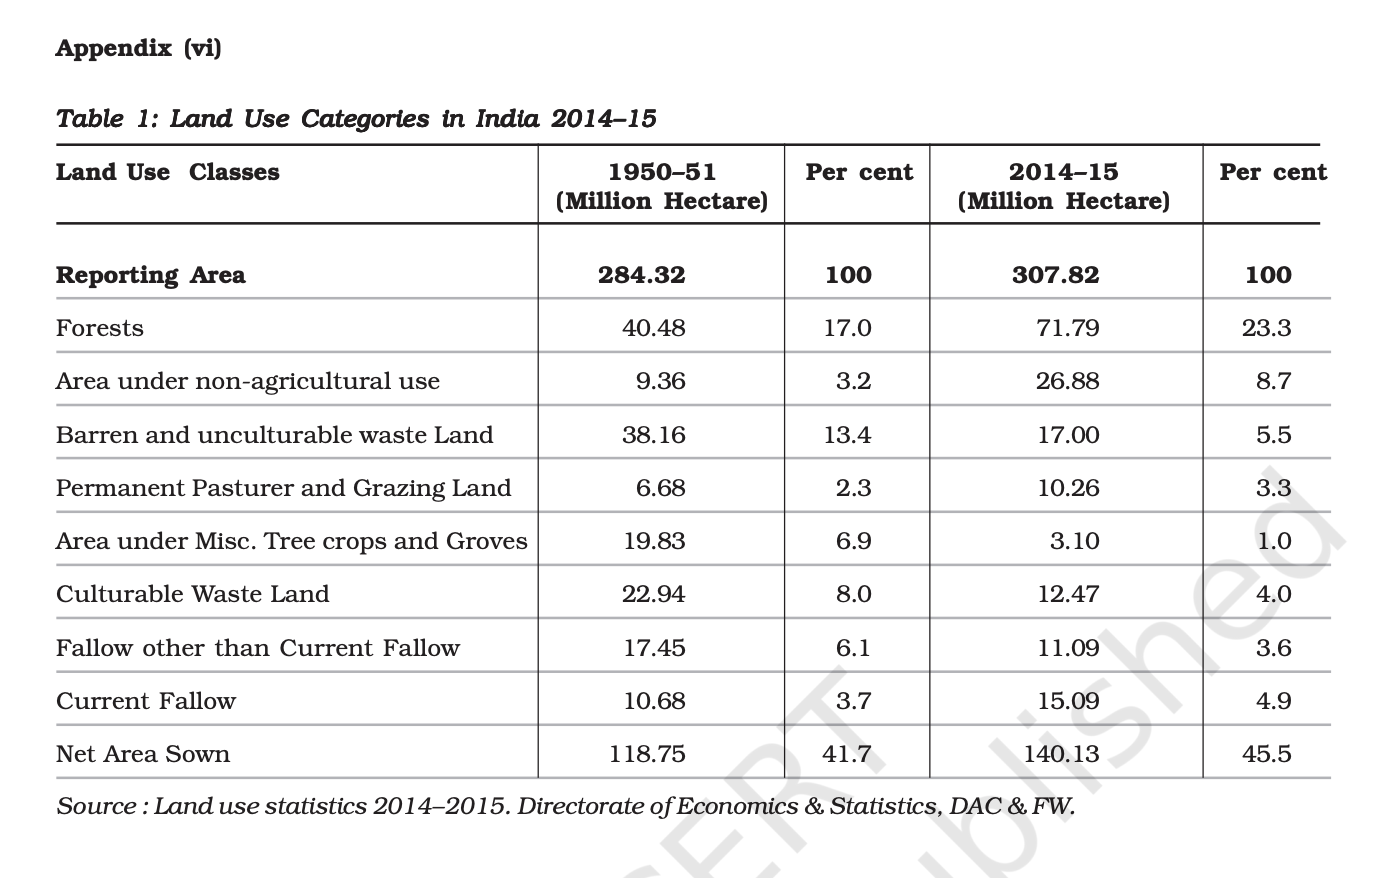 Appendix (vi)
Table 1: Land Use Categories in India 2014–15
Land Use Classes 1950–51 Per cent 2014–15 Per cent
(Million Hectare) (Million Hectare)
Reporting Area 284.32 100 307.82 100
Forests 40.48 17.0 71.79 23.3
Area under non-agricultural use 9.36 3.2 26.88 8.7
Barren and unculturable waste Land 38.16 13.4 17.00 5.5
Permanent Pasturer and Grazing Land 6.68 2.3 10.26 3.3
Area under Misc. Tree crops and Groves 19.83 6.9 3.10 1.0
Culturable Waste Land 22.94 8.0 12.47 4.0
Fallow other than Current Fallow 17.45 6.1 11.09 3.6
Current Fallow 10.68 3.7 15.09 4.9
Net Area Sown 118.75 41.7 140.13 45.5
Source : Land use statistics 2014–2015. Directorate of Economics & Statistics, DAC & FW.